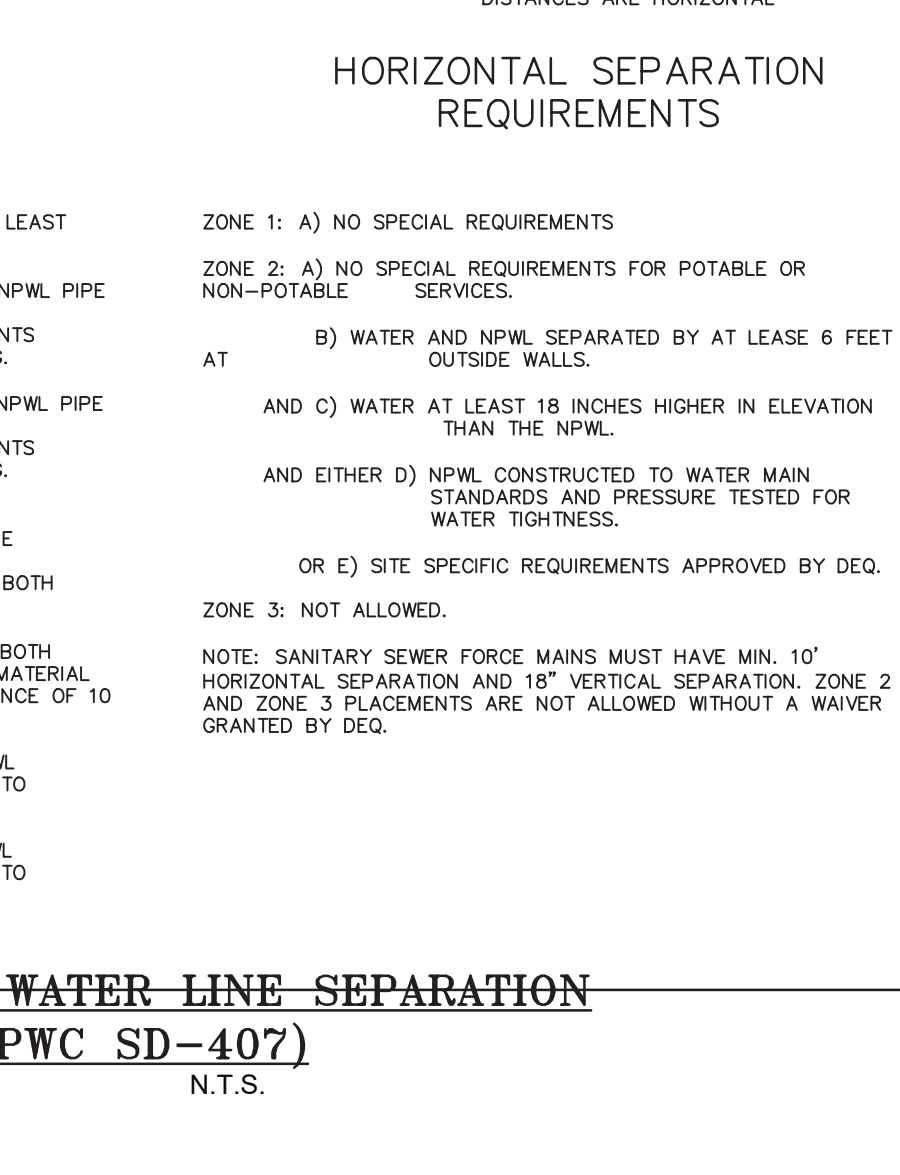 DISTANCES ARE HORIZONTAL
HORIZONTAL SEPARATION
REQUIREMENTS
LEAST
NPWL PIPE
NTS
G.
NPWL PIPE
NTS
G.
E
BOTH
BOTH
MATERIAL
NCE OF 10
WL
TO
WL
TO
ZONE 1: A) NO SPECIAL REQUIREMENTS
ZONE 2: A) NO SPECIAL REQUIREMENTS FOR POTABLE OR
NON-POTABLE SERVICES.
B) WATER AND NPWL SEPARATED BY AT LEASE 6 FEET
AT OUTSIDE WALLS.
AND C) WATER AT LEAST 18 INCHES HIGHER IN ELEVATION
THAN THE NPWL.
AND EITHER D) NPWL CONSTRUCTED TO WATER MAIN
STANDARDS AND PRESSURE TESTED FOR
WATER TIGHTNESS.
OR E) SITE SPECIFIC REQUIREMENTS APPROVED BY DEQ.
ZONE 3: NOT ALLOWED.
NOTE: SANITARY SEWER FORCE MAINS MUST HAVE MIN. 10'
HORIZONTAL SEPARATION AND 18" VERTICAL SEPARATION. ZONE 2
AND ZONE 3 PLACEMENTS ARE NOT ALLOWED WITHOUT A WAIVER
GRANTED BY DEQ.
WATER LINE SEPARATION
PWC SD-407)
N.T.S.